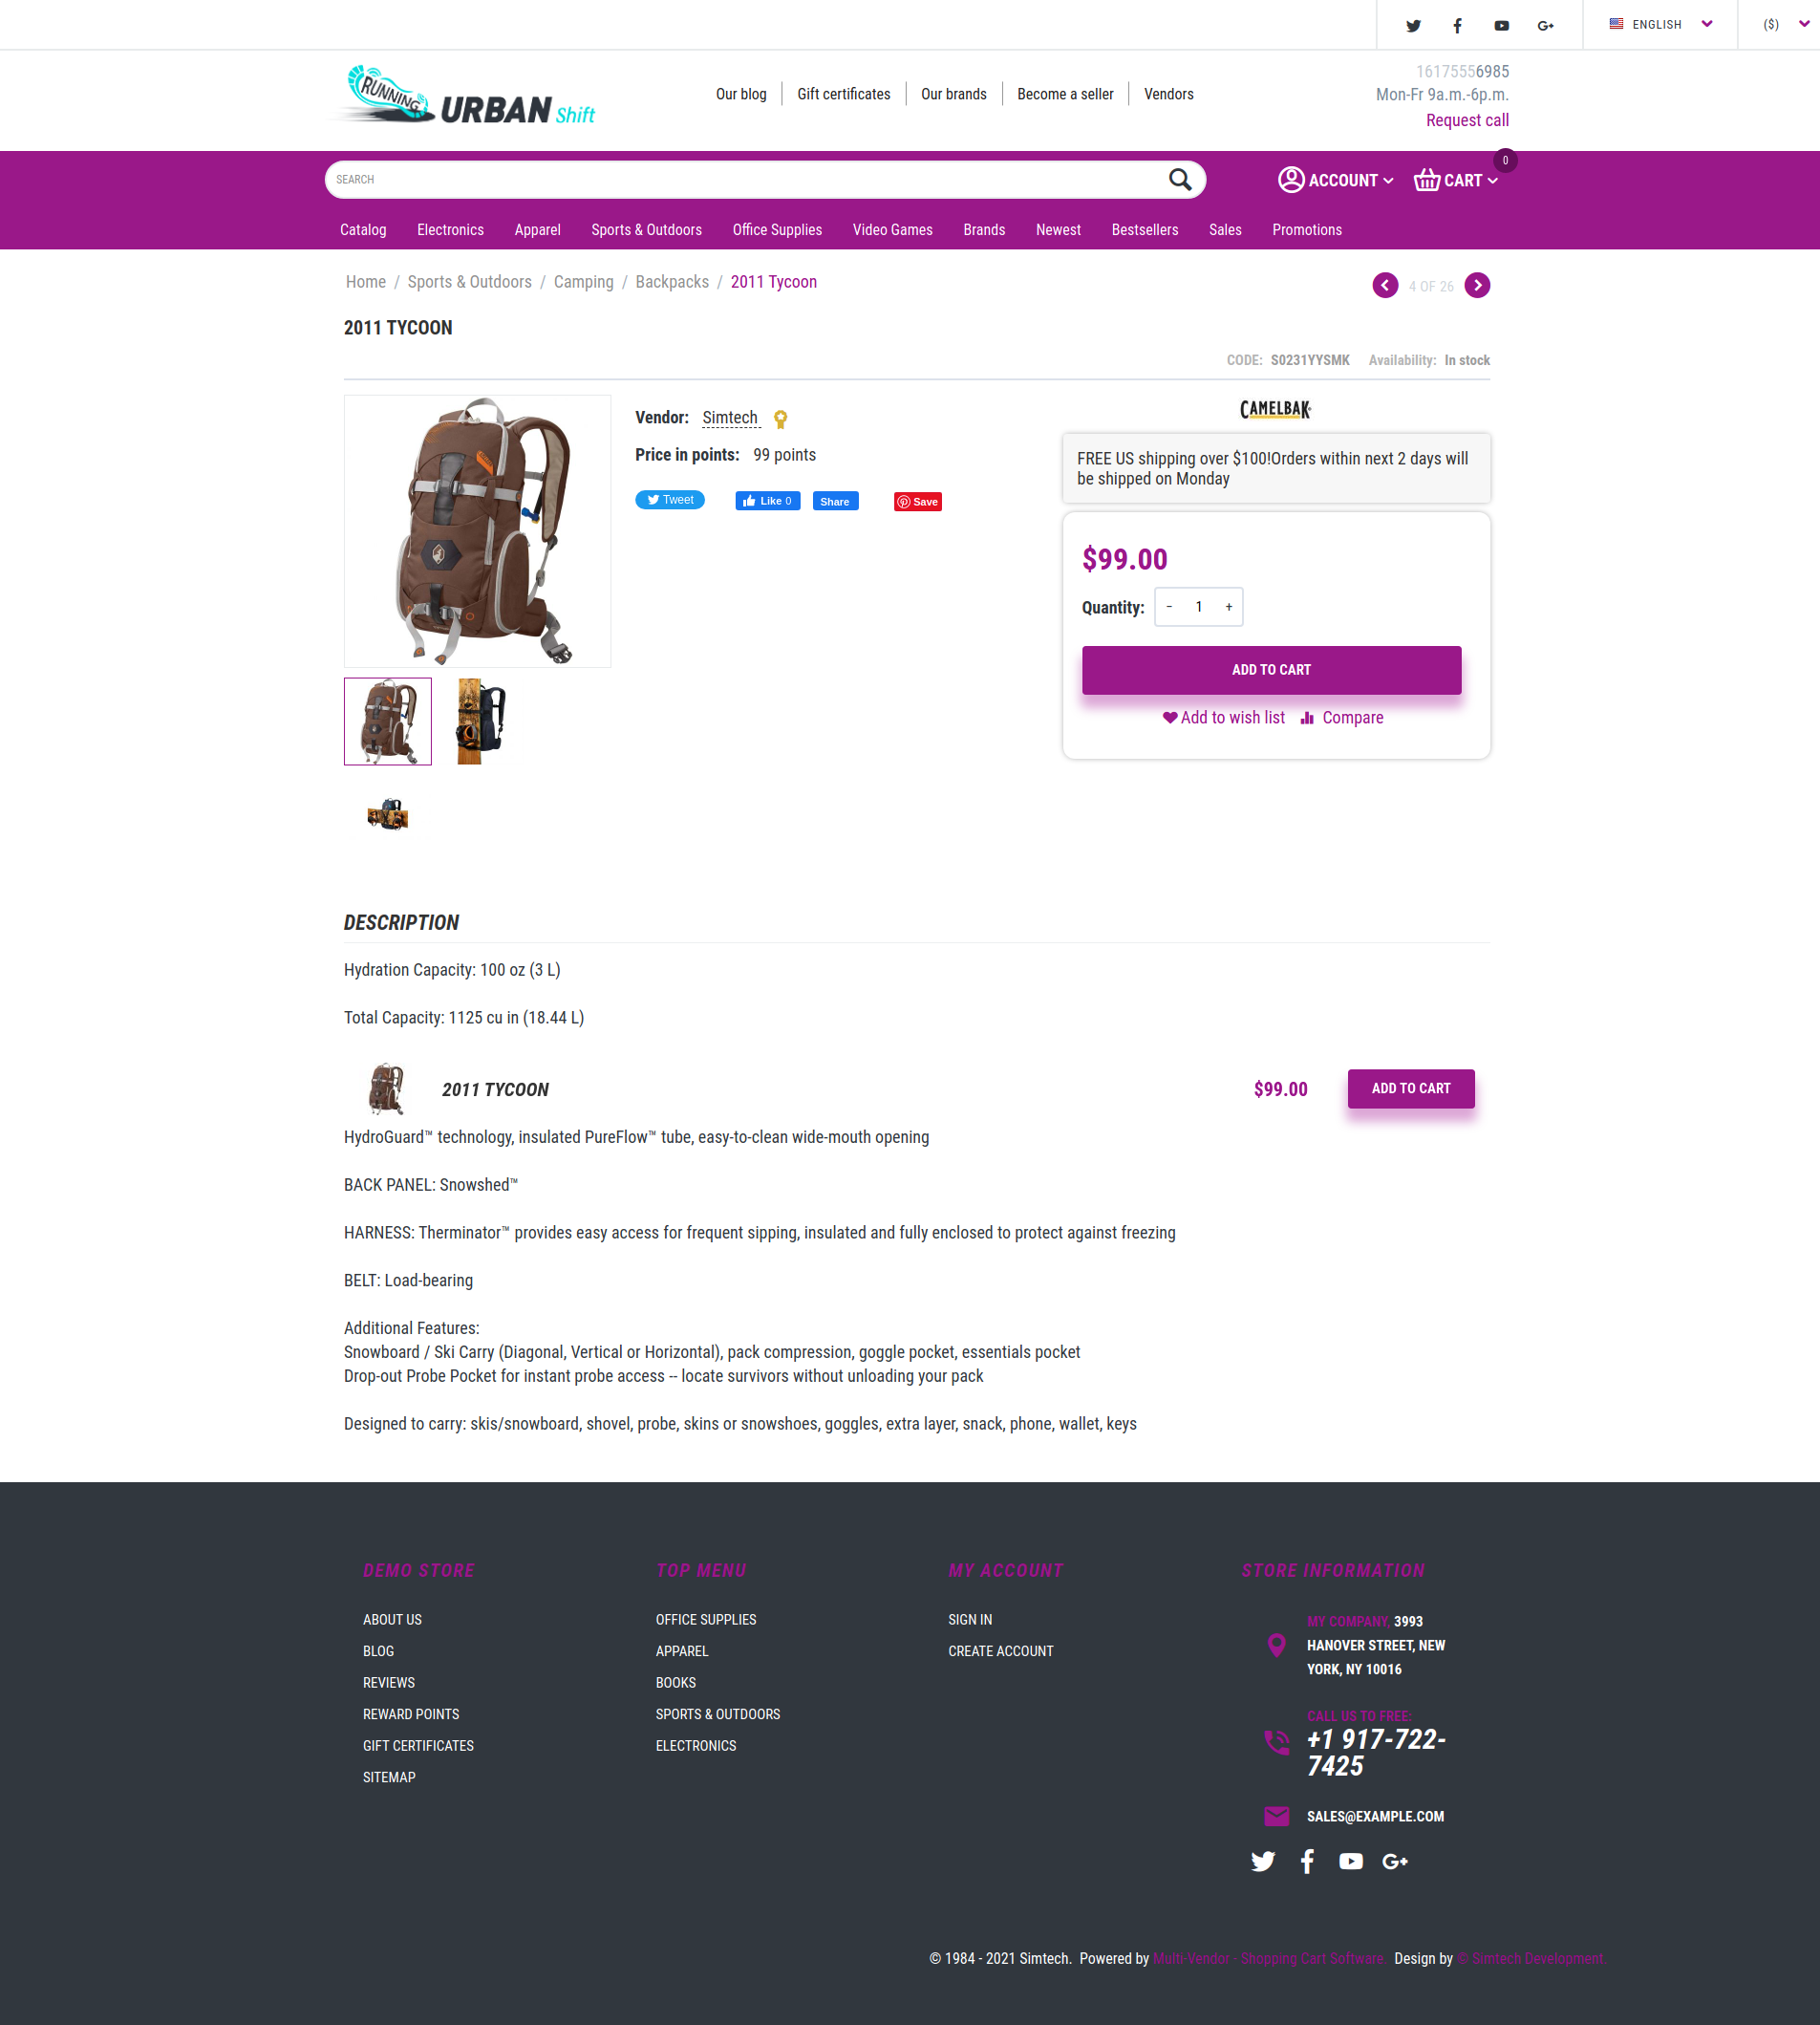 ENGLISH
($)
RUNNING
URBAN Shift
Our blog
Gift certificates
Our brands
Become a seller
Vendors
16175556985
Mon-Fri 9a.m.-6p.m.
Request call
SEARCH
ACCOUNT
CART
0
Catalog
Electronics
Apparel
Sports & Outdoors
Office Supplies
Video Games
Brands
Newest
Bestsellers
Sales
Promotions
Home / Sports & Outdoors / Camping / Backpacks / 2011 Tycoon
4 OF 26
2011 TYCOON
CODE: S0231YYSMK Availability: In stock
Vendor: Simtech
Price in points: 99 points
Tweet
Like 0
Share
Save
CAMELBAK
FREE US shipping over $100!Orders within next 2 days will
be shipped on Monday
$99.00
Quantity: − 1 +
ADD TO CART
Add to wish list
Compare
DESCRIPTION
Hydration Capacity: 100 oz (3 L)
Total Capacity: 1125 cu in (18.44 L)
2011 TYCOON
$99.00
ADD TO CART
HydroGuard™ technology, insulated PureFlow™ tube, easy-to-clean wide-mouth opening
BACK PANEL: Snowshed™
HARNESS: Therminator™ provides easy access for frequent sipping, insulated and fully enclosed to protect against freezing
BELT: Load-bearing
Additional Features:
Snowboard / Ski Carry (Diagonal, Vertical or Horizontal), pack compression, goggle pocket, essentials pocket
Drop-out Probe Pocket for instant probe access -- locate survivors without unloading your pack
Designed to carry: skis/snowboard, shovel, probe, skins or snowshoes, goggles, extra layer, snack, phone, wallet, keys
DEMO STORE
ABOUT US
BLOG
REVIEWS
REWARD POINTS
GIFT CERTIFICATES
SITEMAP
TOP MENU
OFFICE SUPPLIES
APPAREL
BOOKS
SPORTS & OUTDOORS
ELECTRONICS
MY ACCOUNT
SIGN IN
CREATE ACCOUNT
STORE INFORMATION
MY COMPANY, 3993
HANOVER STREET, NEW
YORK, NY 10016
CALL US TO FREE:
+1 917-722-
7425
SALES@EXAMPLE.COM
© 1984 - 2021 Simtech. Powered by Multi-Vendor - Shopping Cart Software Design by © Simtech Development